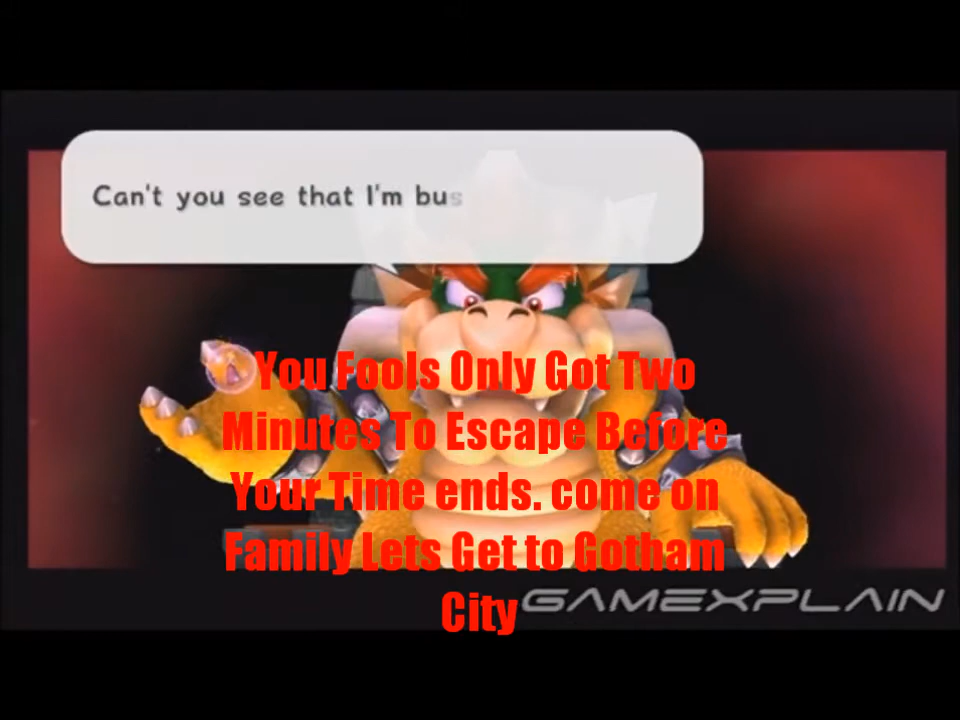 Can't you see that I'm bus
You Fools Only Got Two
Minutes To Escape Before
Your Time ends. come on
Family Lets Get to Gotham
City
GAMEXPLAIN